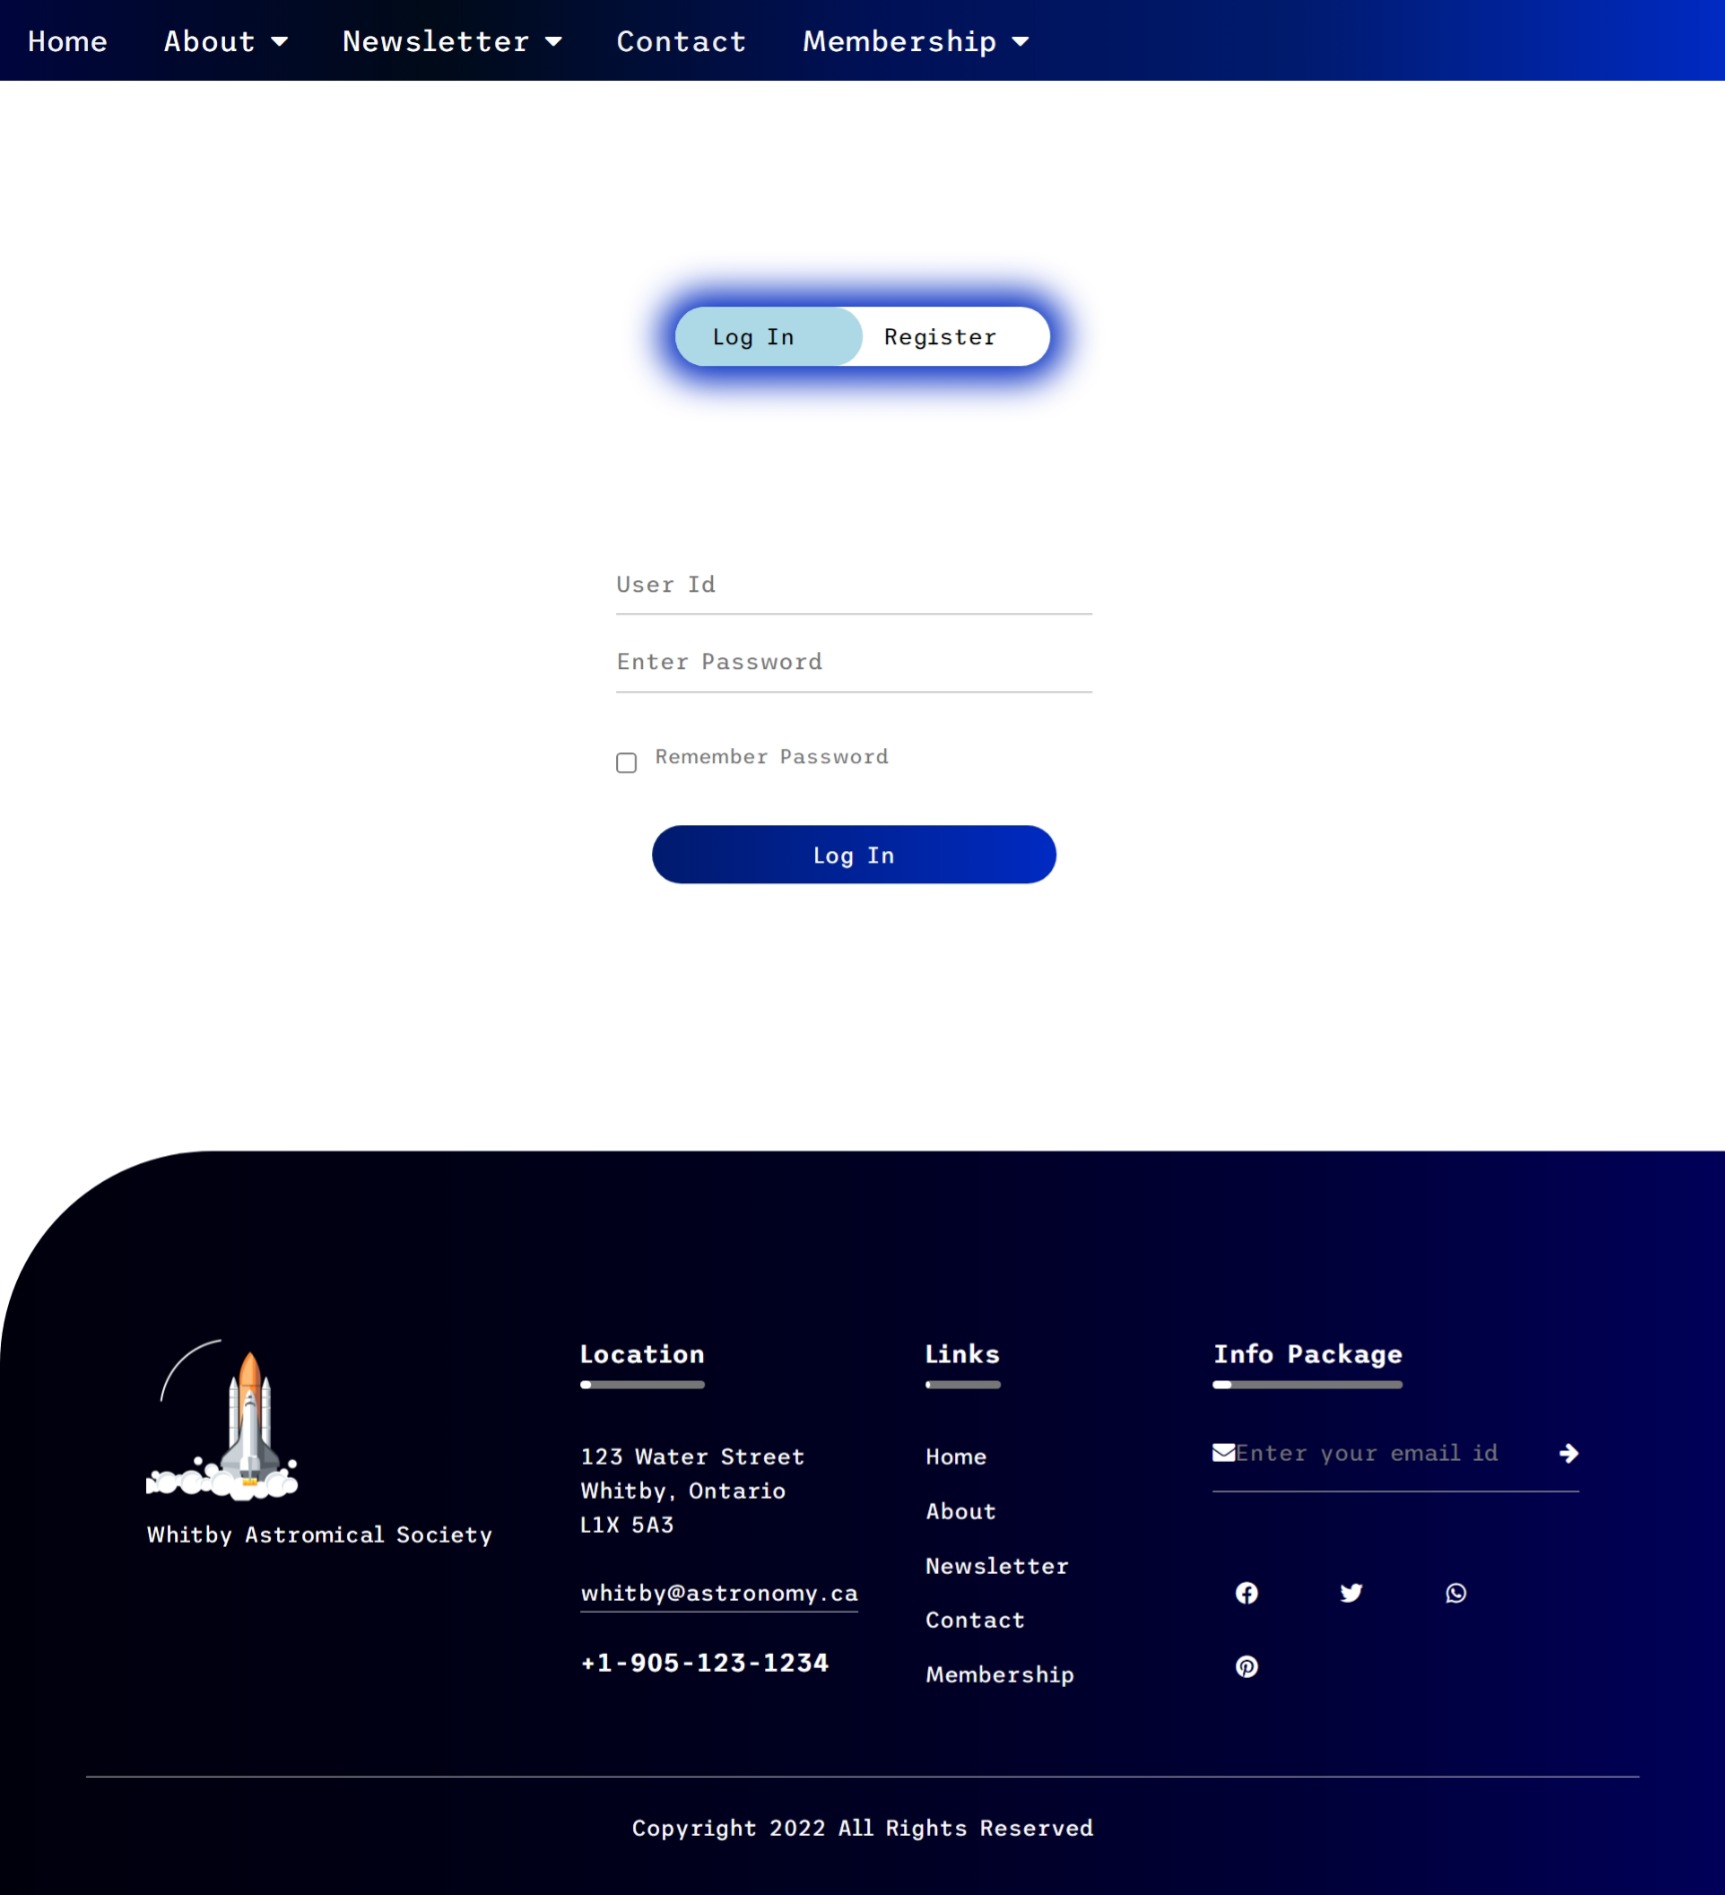 Home About Newsletter Contact Membership
Log In Register
User Id
Enter Password
Remember Password
Log In
Whitby Astromical Society
Location
123 Water Street
Whitby, Ontario
L1X 5A3
whitby@astronomy.ca
+1-905-123-1234
Links
Home
About
Newsletter
Contact
Membership
Info Package
Enter your email id
Copyright 2022 All Rights Reserved